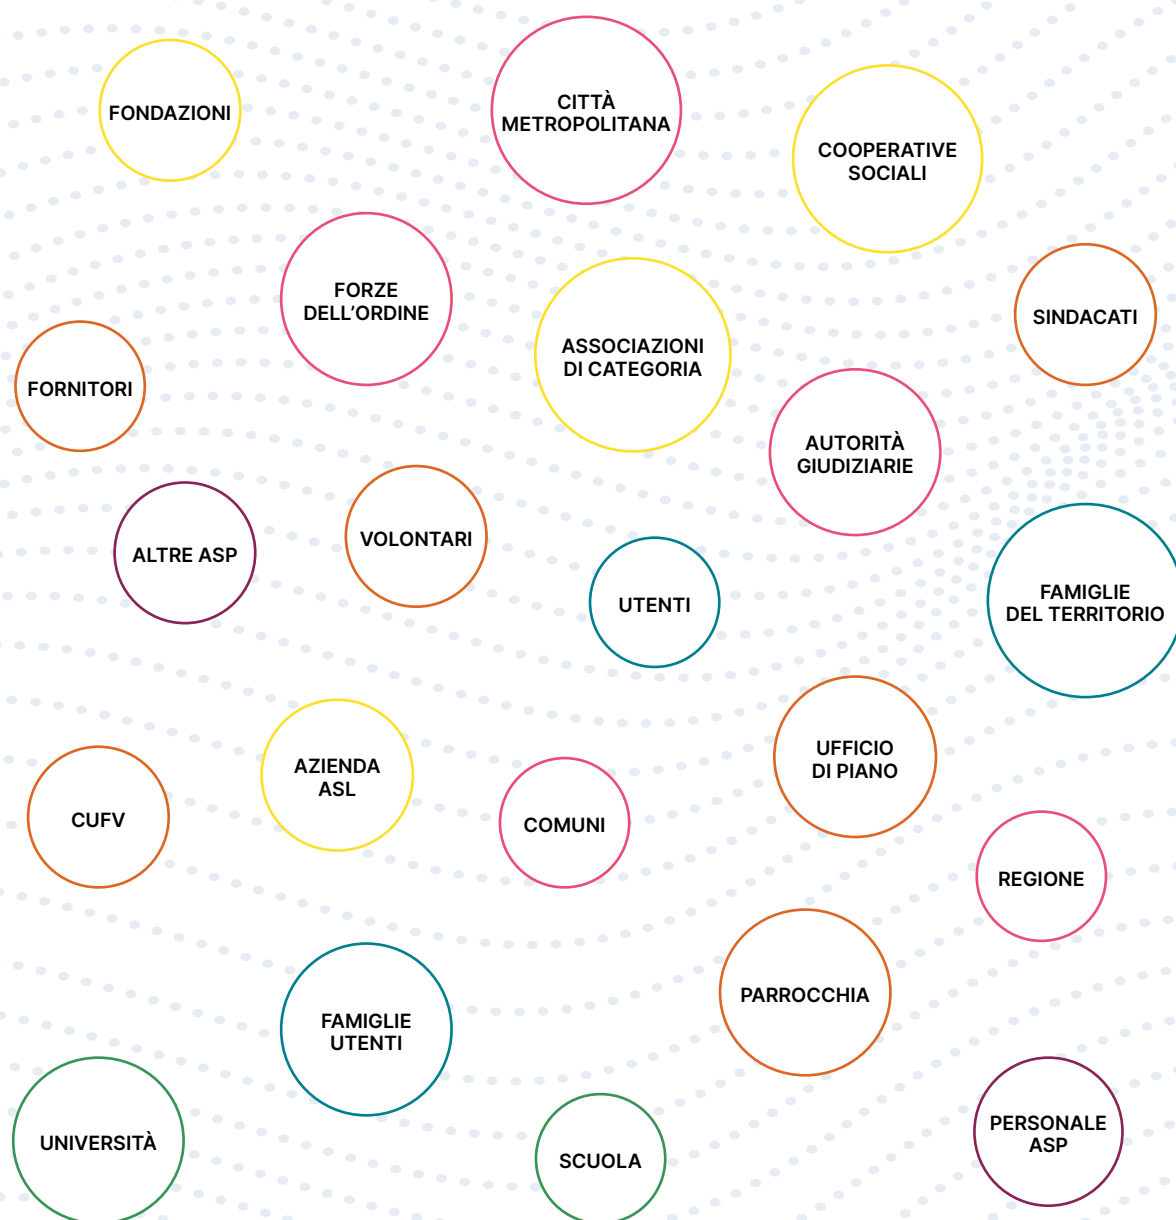 FONDAZIONI
CITTÀ
METROPOLITANA
COOPERATIVE
SOCIALI
FORZE
DELL'ORDINE
SINDACATI
ASSOCIAZIONI
DI CATEGORIA
FORNITORI
AUTORITÀ
GIUDIZIARIE
ALTRE ASP
VOLONTARI
UTENTI
FAMIGLIE
DEL TERRITORIO
AZIENDA
ASL
UFFICIO
DI PIANO
CUFV
COMUNI
REGIONE
PARROCCHIA
FAMIGLIE
UTENTI
UNIVERSITÀ
SCUOLA
PERSONALE
ASP